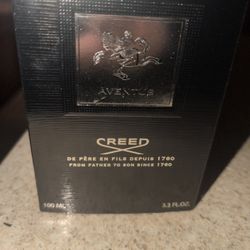 AVENTUS
CREED
DE PÈRE EN FILS DEPUIS 1760
FROM FATHER TO SON SINCE 1760
100 ML 3.3 FL.OZ.